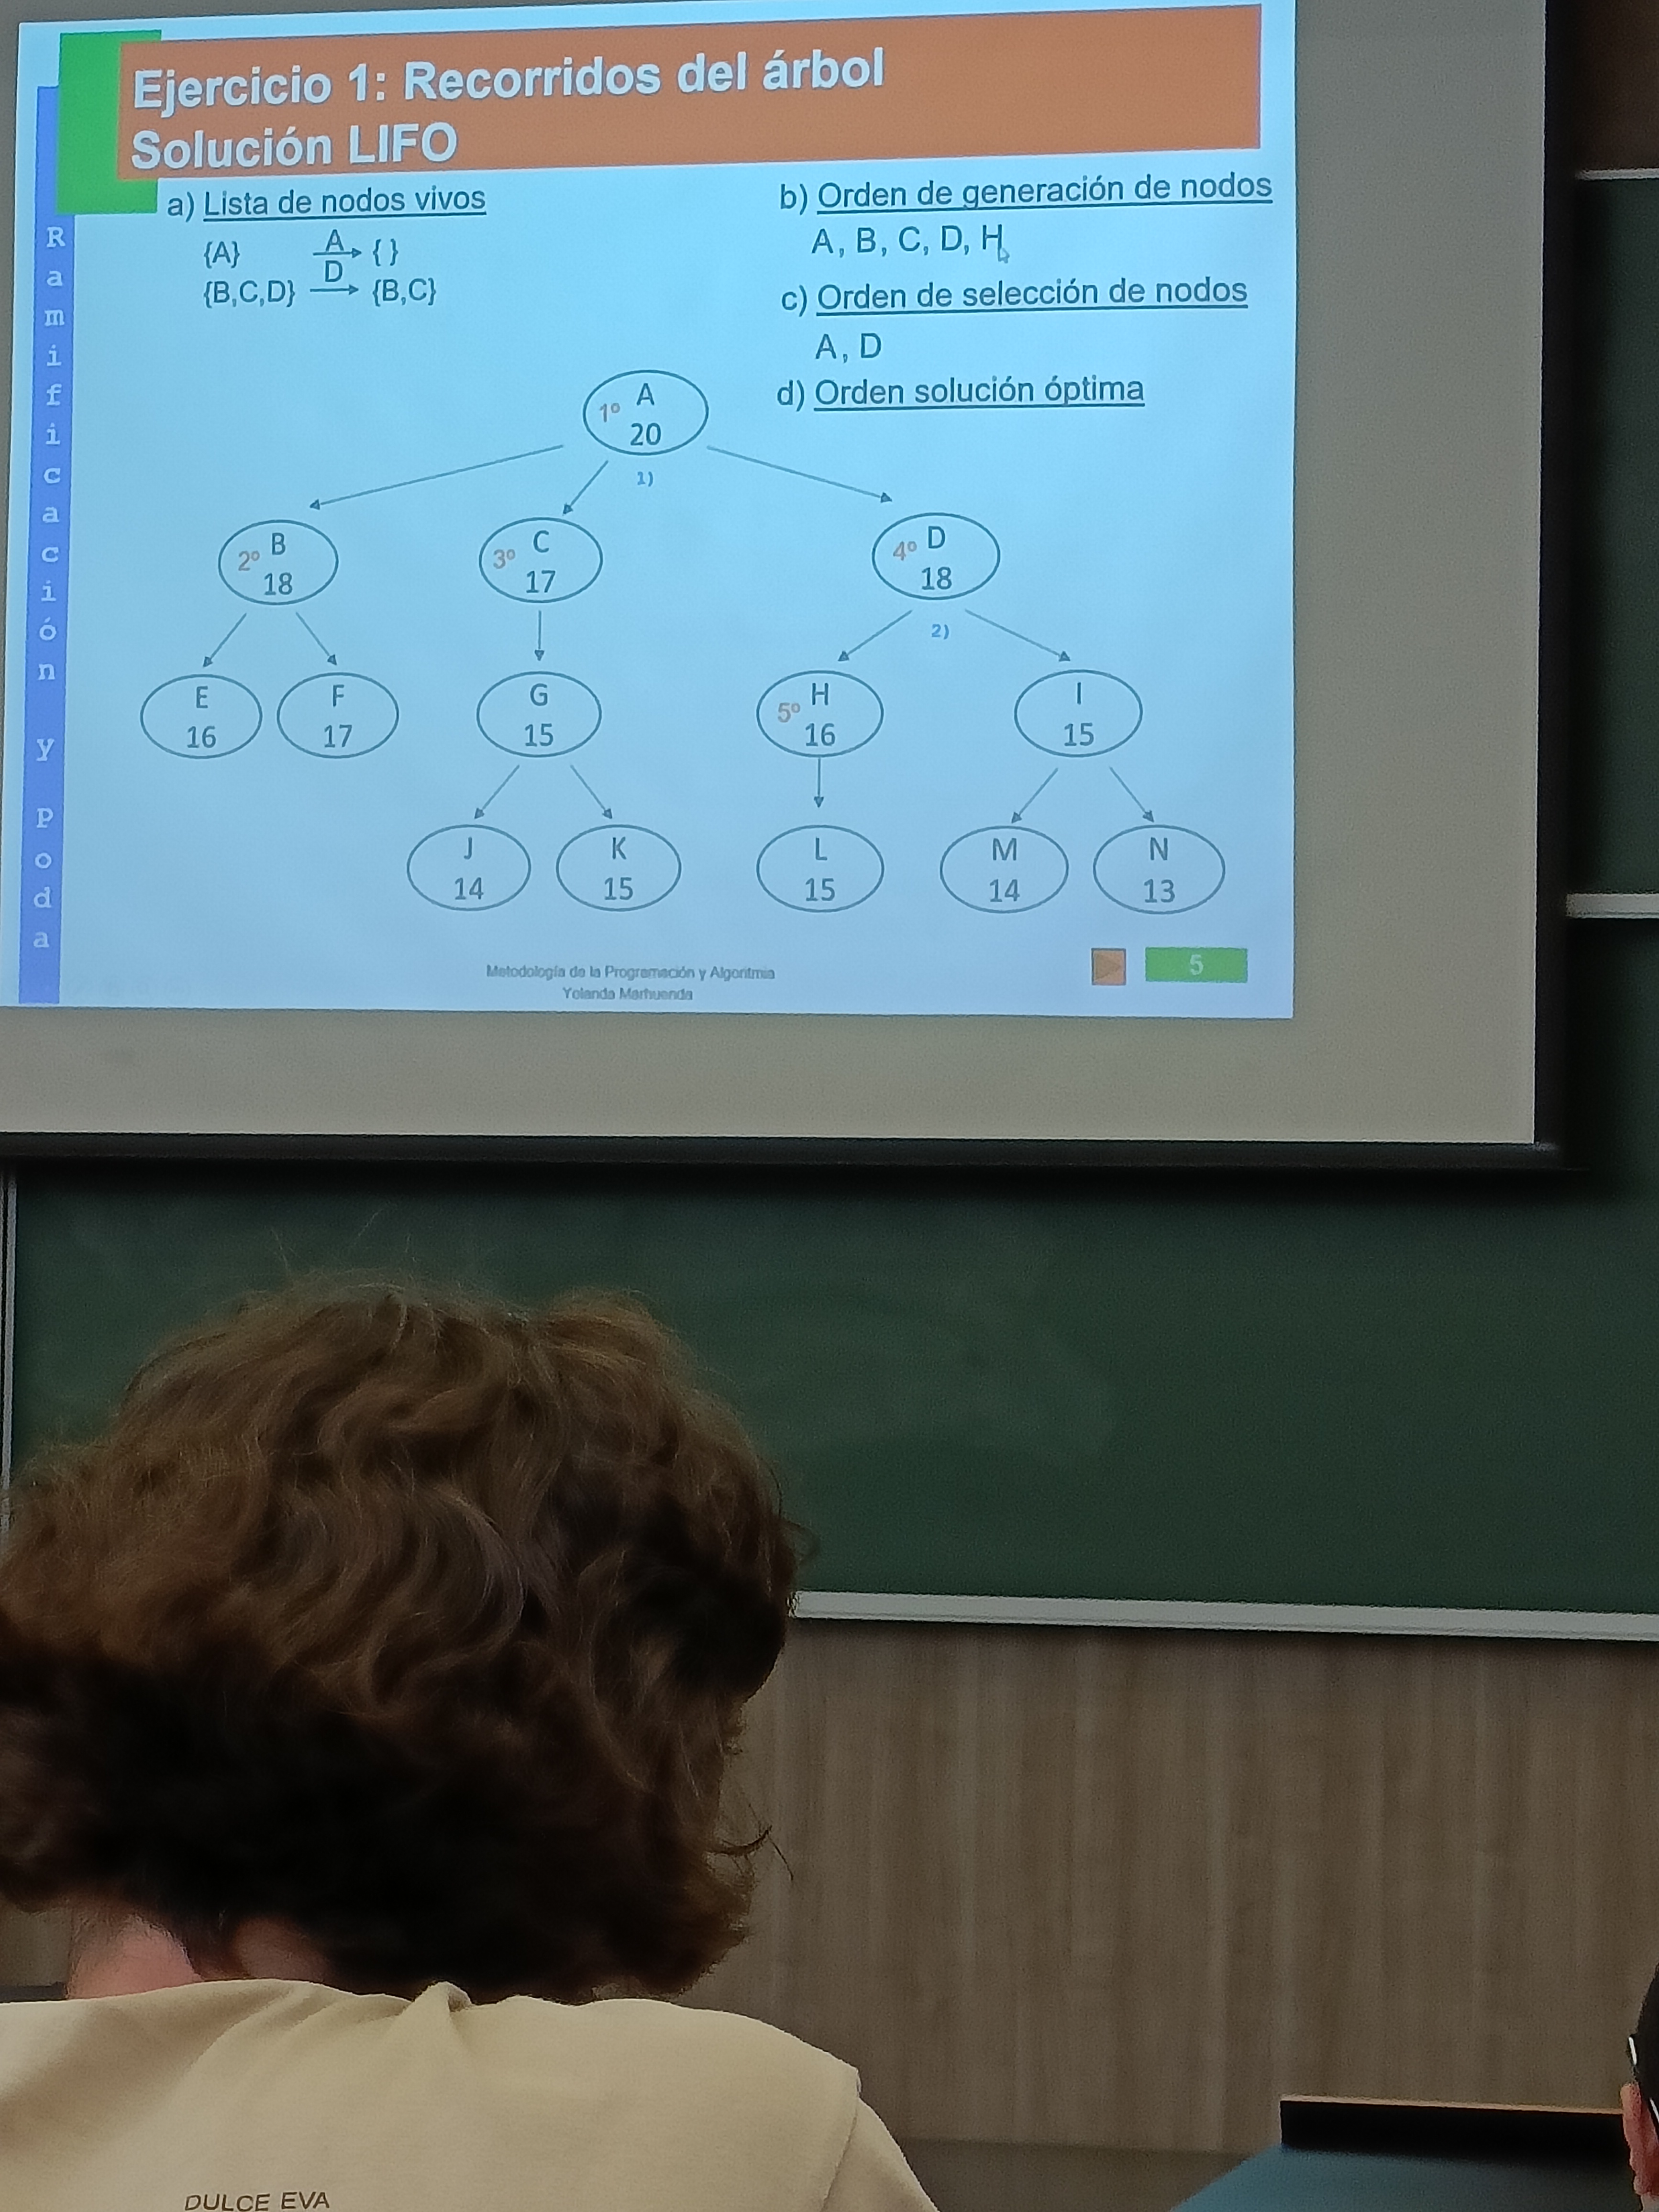 Ejercicio 1: Recorridos del árbol
Solución LIFO
Ramificación y poda
a) Lista de nodos vivos
{A} A → { }
{B,C,D} D → {B,C}
b) Orden de generación de nodos
A, B, C, D, H
c) Orden de selección de nodos
A, D
d) Orden solución óptima
1º A
20
1)
2º B
18
3º C
17
4º D
18
2)
E
16
F
17
G
15
5º H
16
I
15
J
14
K
15
L
15
M
14
N
13
Metodología de la Programación y Algoritmia
Yolanda Marhuenda
5
DULCE EVA